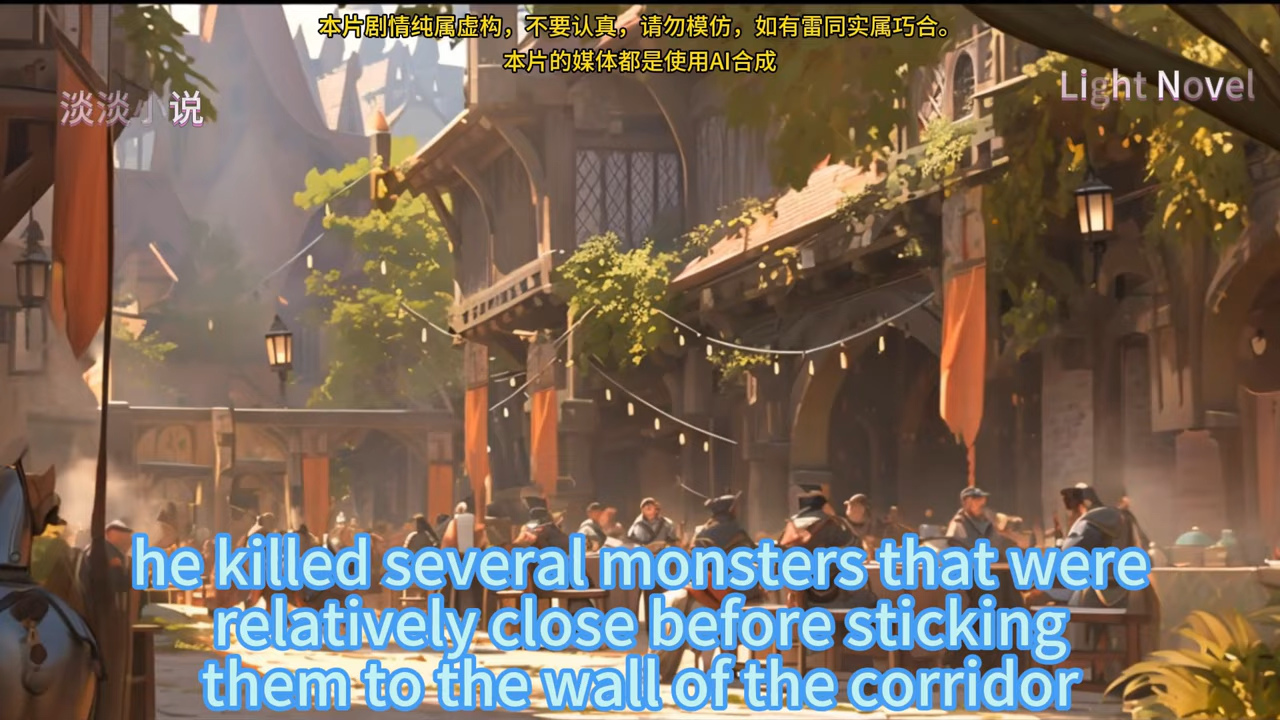 本片剧情纯属虚构，不要认真，请勿模仿，如有雷同实属巧合。
本片的媒体都是使用AI合成
淡淡小说
Light Novel
he killed several monsters that were
relatively close before sticking
them to the wall of the corridor